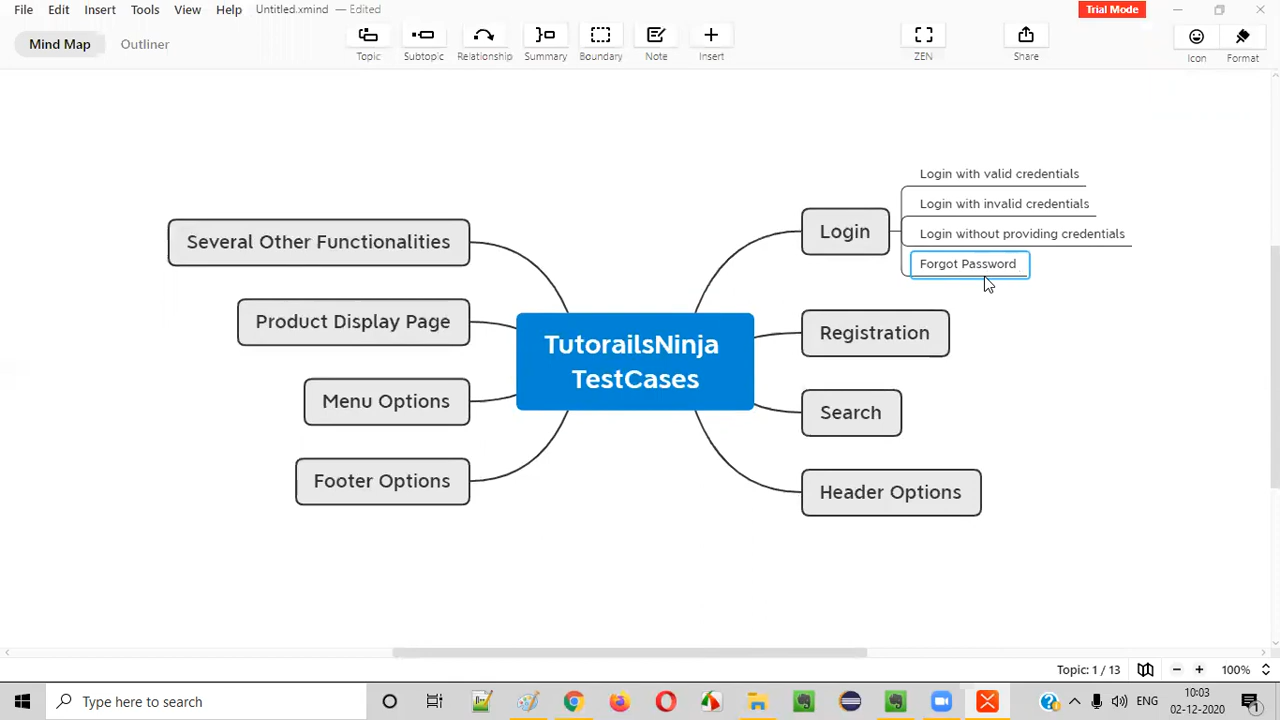 File Edit Insert Tools View Help Untitled.xmind — Edited Trial Mode
Mind Map Outliner
Topic Subtopic Relationship Summary Boundary Note Insert ZEN Share Icon Format
Login with valid credentials
Login with invalid credentials
Login without providing credentials
Forgot Password
Login
Several Other Functionalities
Product Display Page
Menu Options
Footer Options
TutorailsNinja
TestCases
Registration
Search
Header Options
Topic: 1 / 13 100%
Type here to search
ENG
10:03
02-12-2020
1